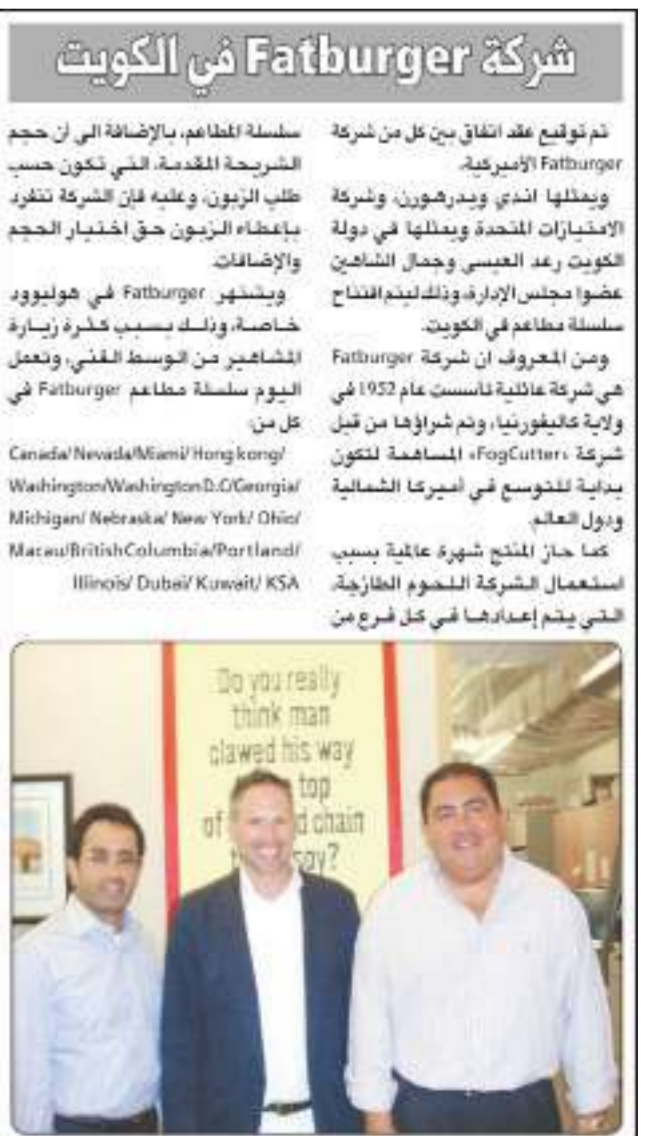 شركة Fatburger في الكويت
تم توقيع عقد اتفاق بين كل من شركة
Fatburger الأميركية.
ويمثلها اندي ويدرهورن، وشركة
الامتيازات المتحدة ويمثلها في دولة
الكويت رعد العيسى وجمال الشاهين
عضوا مجلس الإدارة، وذلك ليتم افتتاح
سلسلة مطاعم في الكويت.
ومن المعروف ان شركة Fatburger
هي شركة عائلية تأسست عام 1952 في
ولاية كاليفورنيا، وتم شراؤها من قبل
شركة «FogCutter» المساهمة لتكون
بداية للتوسع في أميركا الشمالية
ودول العالم.
كما حاز المنتج شهرة عالمية بسبب
استعمال الشركة اللحوم الطازجة،
التي يتم إعدادها في كل فرع من
سلسلة المطاعم، بالإضافة الى أن حجم
الشريحة المقدمة، التي تكون حسب
طلب الزبون، وعليه فإن الشركة تنفرد
بإعطاء الزبون حق اختيار الحجم
والإضافات.
ويشتهر Fatburger في هوليوود
خاصة، وذلك بسبب كثرة زيارة
المشاهير من الوسط الفني، وتعمل
اليوم سلسلة مطاعم Fatburger في
كل من:
Canada/ Nevada/Miami/ Hong kong/
Washington/Washington D.C/Georgia/
Michigan/ Nebraska/ New York/ Ohio/
Macau/British Columbia/Portland/
Illinois/ Dubai/ Kuwait/ KSA
Do you really
think man
clawed his way
top
of d chain
soy?